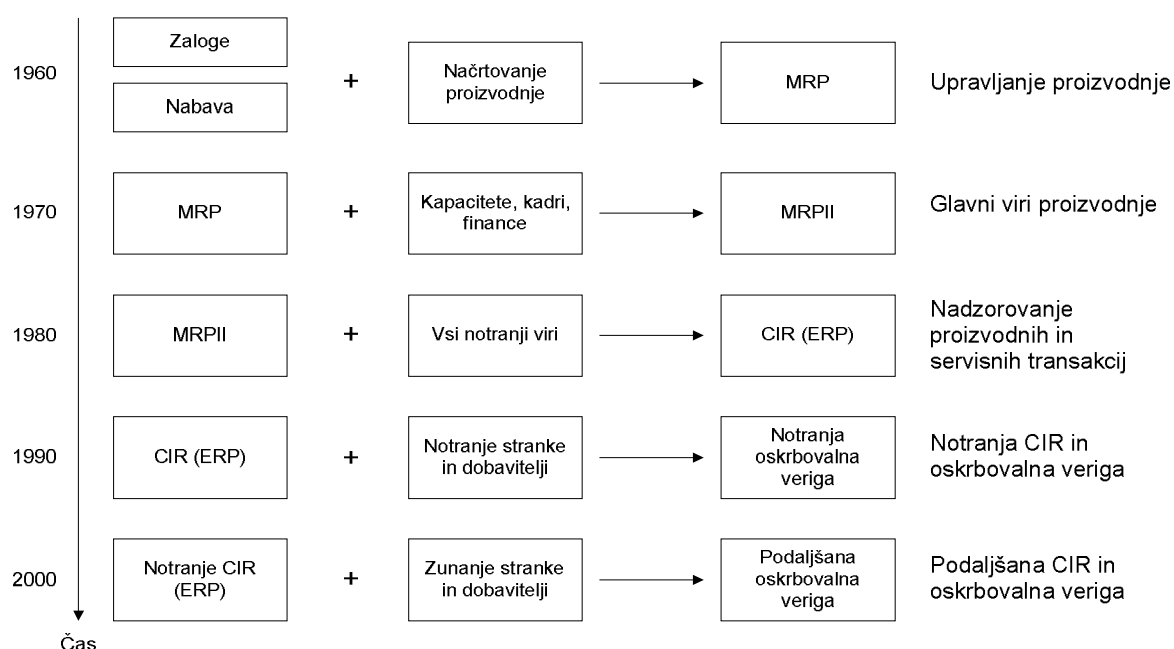 1960
Zaloge
Nabava
+
Načrtovanje
proizvodnje
MRP
Upravljanje proizvodnje
1970
MRP
+
Kapacitete, kadri,
finance
MRPII
Glavni viri proizvodnje
1980
MRPII
+
Vsi notranji viri
CIR (ERP)
Nadzorovanje
proizvodnih in
servisnih transakcij
1990
CIR (ERP)
+
Notranje stranke
in dobavitelji
Notranja
oskrbovalna
veriga
Notranja CIR in
oskrbovalna veriga
2000
Notranje CIR
(ERP)
+
Zunanje stranke
in dobavitelji
Podaljšana
oskrbovalna
veriga
Podaljšana CIR in
oskrbovalna veriga
Čas